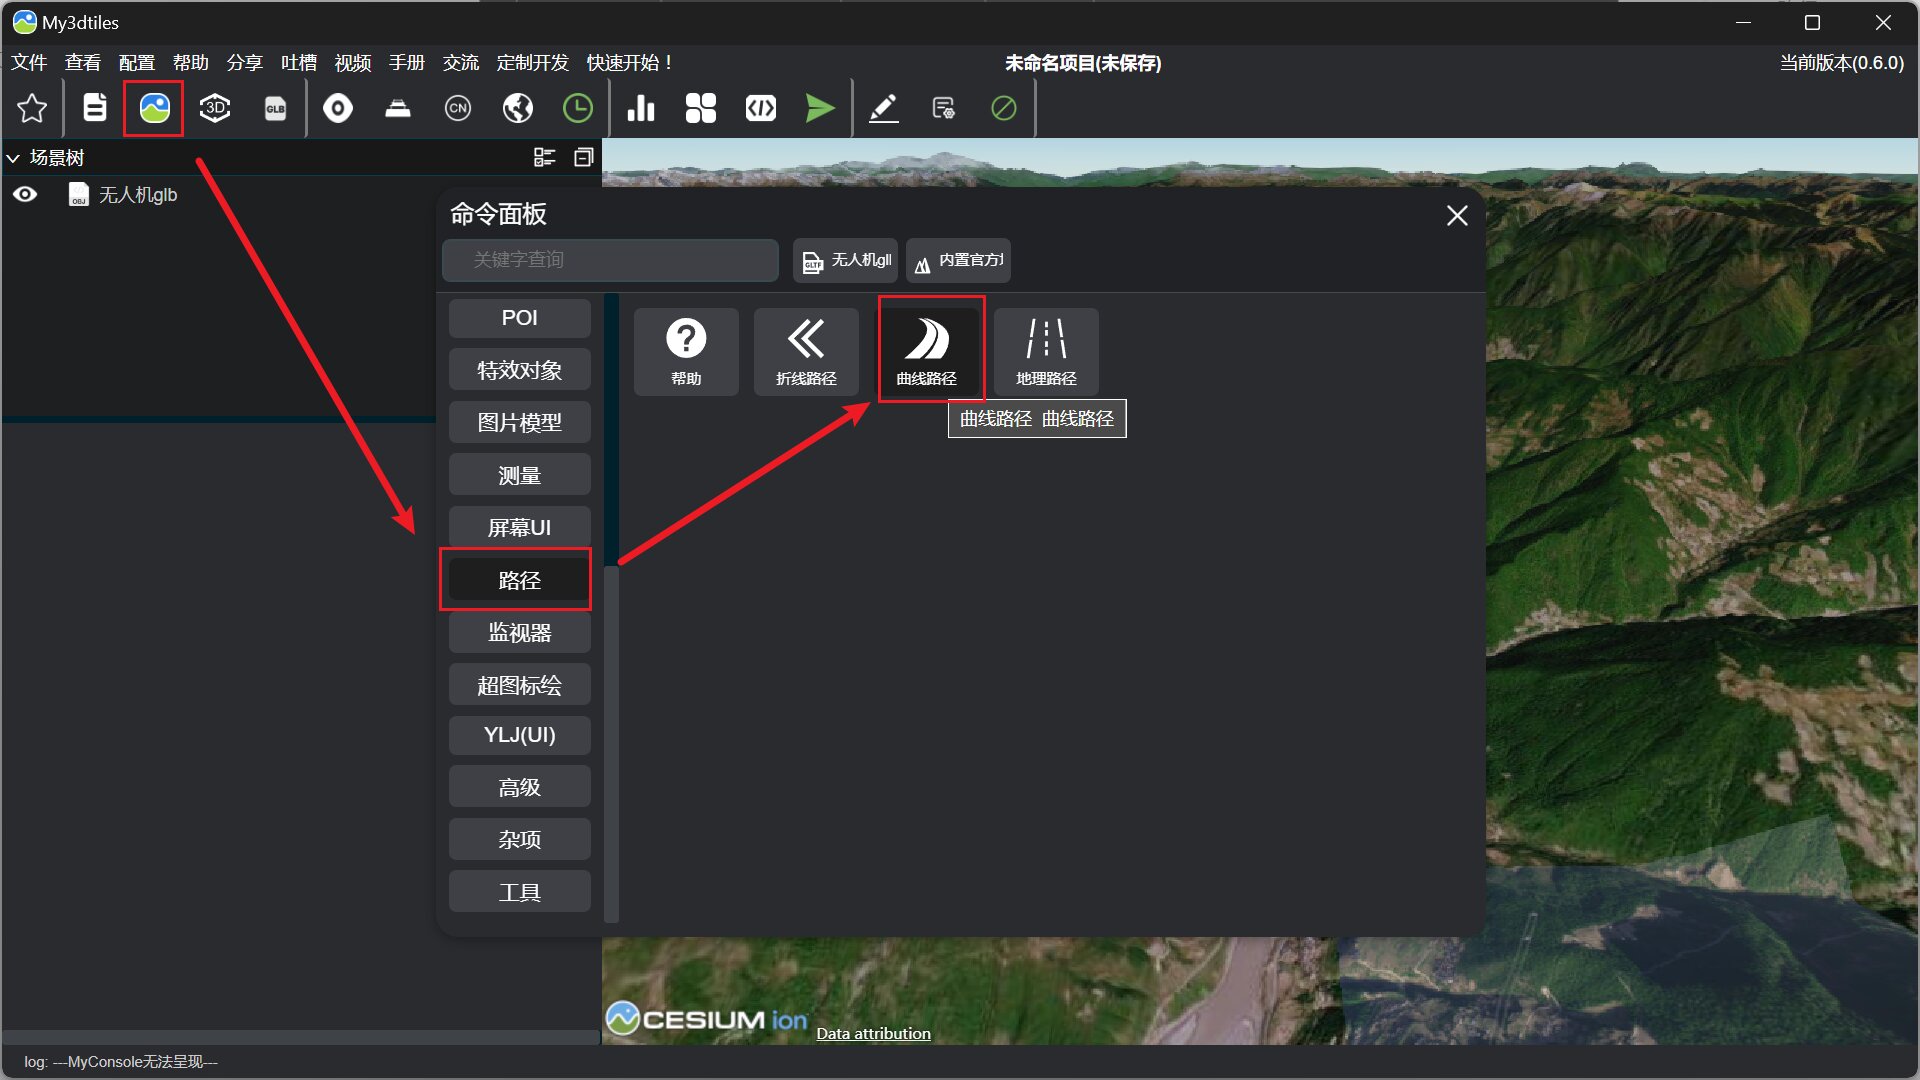 My3dtiles
文件 查看 配置 帮助 分享 吐槽 视频 手册 交流 定制开发 快速开始！ 未命名项目(未保存) 当前版本(0.6.0)
3D GLB CN
场景树
OBJ 无人机glb
命令面板
关键字查询 GLTF 无人机gl 内置官方
POI
特效对象
图片模型
测量
屏幕UI
路径
监视器
超图标绘
YLJ(UI)
高级
杂项
工具
帮助 折线路径 曲线路径 地理路径
曲线路径 曲线路径
CESIUM ion Data attribution
log: ---MyConsole无法呈现---